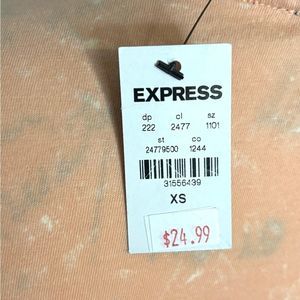 EXPRESS
dp cl sz
222 2477 1101
st co
24779500 1244
31556439
XS
$24.99